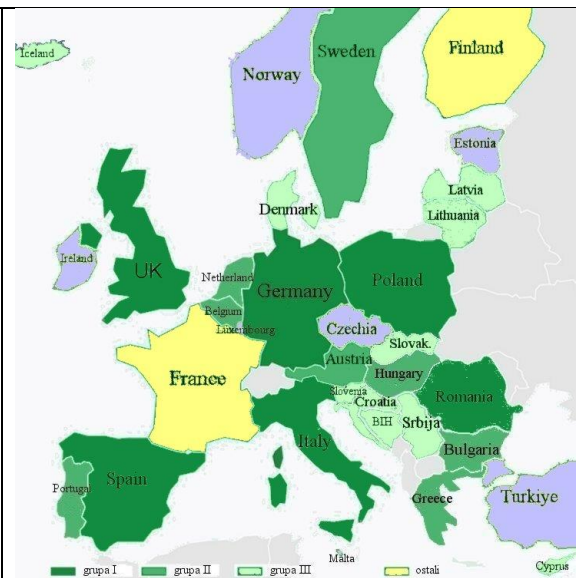 Iceland
Sweden
Finland
Norway
Estonia
Latvia
Denmark
Lithuania
Ireland
UK
Netherland
Germany
Poland
Belgium
Luxembourg
Czechia
Slovak.
Austria
France
Hungary
Slovenia
Croatia
Romania
BIH
Srbija
Italy
Bulgaria
Spain
Portuga
Greece
Turkiye
Malta
Cyprus
grupa I
grupa II
grupa III
ostali